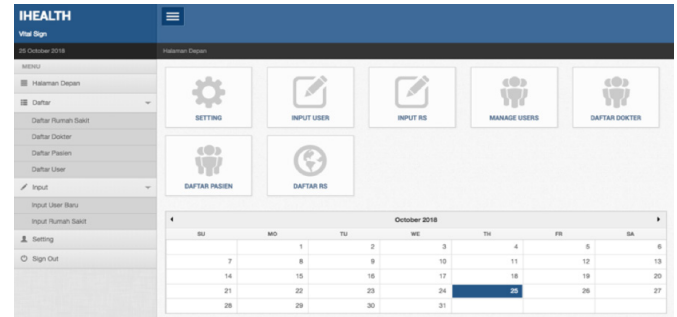 IHEALTH
Vital Sign
25 October 2018
Halaman Depan
MENU
Halaman Depan
Daftar
Daftar Rumah Sakit
Daftar Dokter
Daftar Pasien
Daftar User
Input
Input User Baru
Input Rumah Sakit
Setting
Sign Out
SETTING
INPUT USER
INPUT RS
MANAGE USERS
DAFTAR DOKTER
DAFTAR PASIEN
DAFTAR RS
October 2018
SU MO TU WE TH FR SA
1 2 3 4 5 6
7 8 9 10 11 12 13
14 15 16 17 18 19 20
21 22 23 24 25 26 27
28 29 30 31